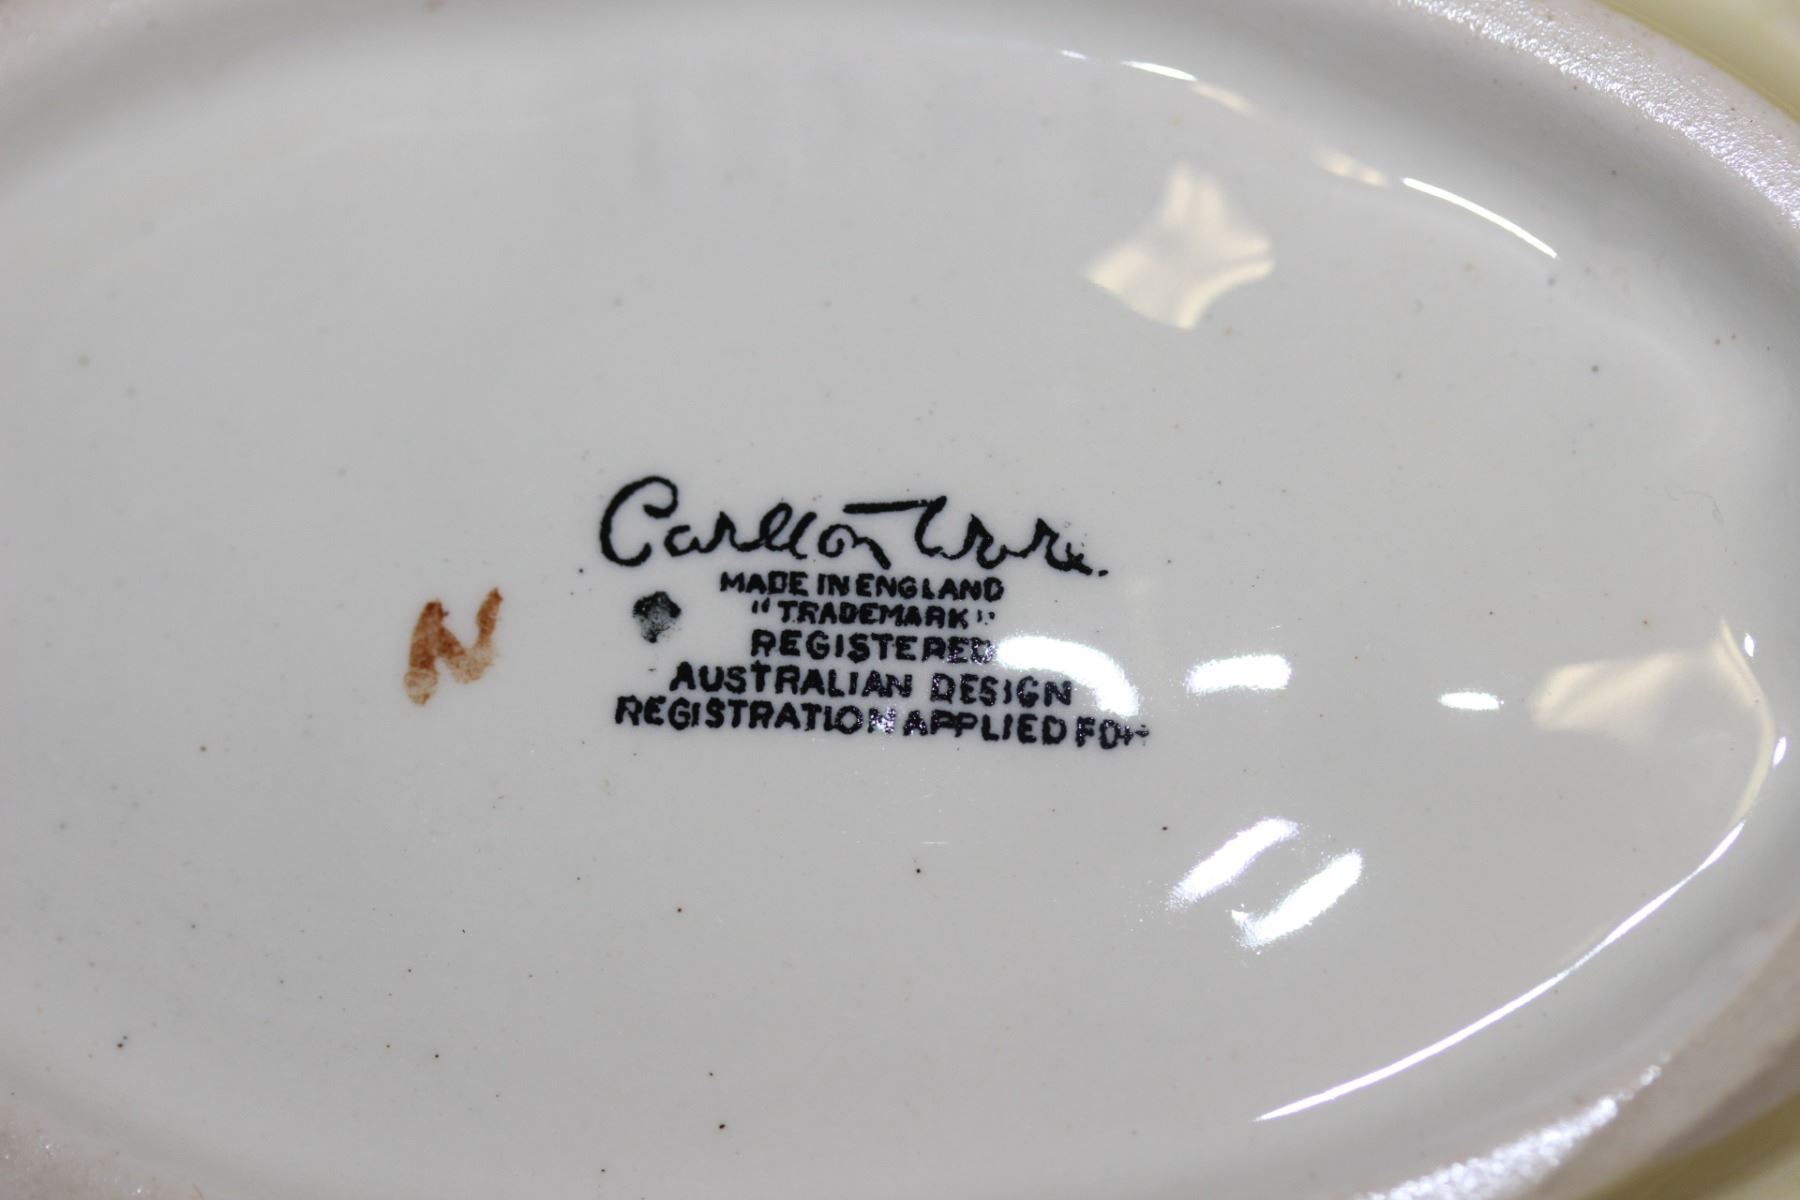 Carlton Ware.
MADE IN ENGLAND
"TRADEMARK"
REGISTERED
AUSTRALIAN DESIGN
REGISTRATION APPLIED FOR
N